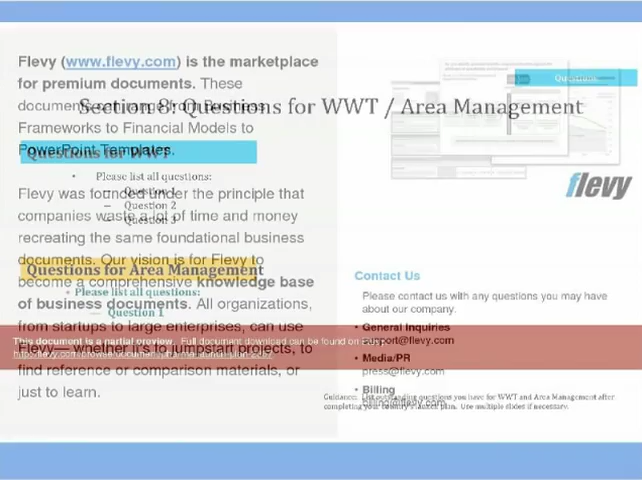 Flevy (www.flevy.com) is the marketplace
for premium documents. These
documents can range from Business
Frameworks to Financial Models to
PowerPoint Templates.
Questions
Section 8: Questions for WWT / Area Management
Questions for WWT
• Please list all questions:
– Question 1
– Question 2
– Question 3
flevy
Flevy was founded under the principle that
companies waste a lot of time and money
recreating the same foundational business
documents. Our vision is for Flevy to
become a comprehensive knowledge base
of business documents. All organizations,
from startups to large enterprises, can use
Flevy— whether it's to jumpstart projects, to
find reference or comparison materials, or
just to learn.
Questions for Area Management
• Please list all questions:
– Question 1
Contact Us
Please contact us with any questions you may have
about our company.
• General Inquiries
support@flevy.com
• Media/PR
press@flevy.com
• Billing
billing@flevy.com
This document is a partial preview. Full document download can be found on
Guidance: List outstanding questions you have for WWT and Area Management after
completing your country's launch plan. Use multiple slides if necessary.